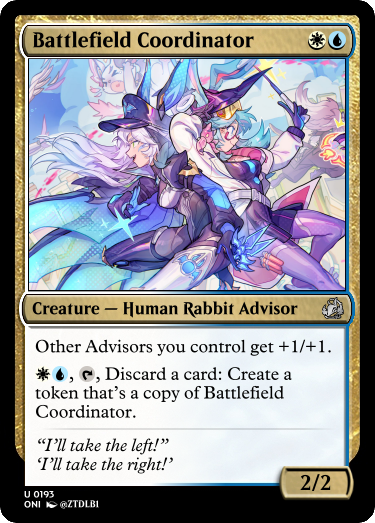 Battlefield Coordinator
Creature — Human Rabbit Advisor
Other Advisors you control get +1/+1.
, , Discard a card: Create a
token that's a copy of Battlefield
Coordinator.
“I'll take the left!”
‘I'll take the right!’
2/2
U 0193
ONI @ZTDLB1